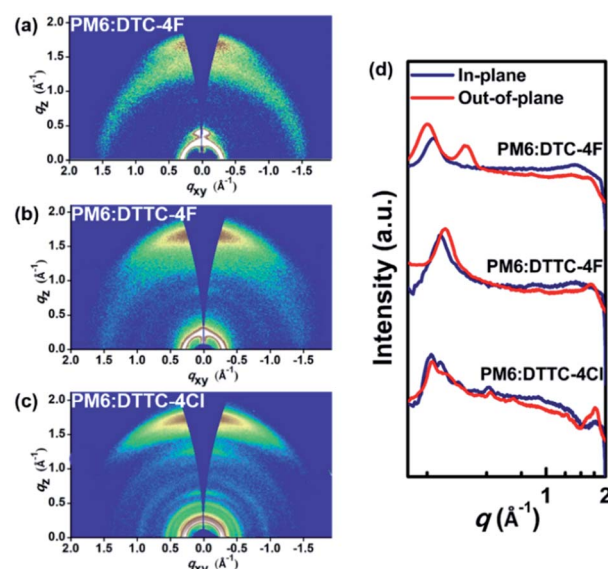 (a)
PM6:DTC-4F
2.0
1.5
1.0
0.5
0.0
qz (Å-1)
2.0 1.5 1.0 0.5 0.0 -0.5 -1.0 -1.5
qxy (Å-1)
(b)
PM6:DTTC-4F
2.0
1.5
1.0
0.5
0.0
qz (Å-1)
2.0 1.5 1.0 0.5 0.0 -0.5 -1.0 -1.5
qxy (Å-1)
(c)
PM6:DTTC-4Cl
2.0
1.5
1.0
0.5
0.0
qz (Å-1)
2.0 1.5 1.0 0.5 0.0 -0.5 -1.0 -1.5
qxy (Å-1)
(d)
In-plane
Out-of-plane
PM6:DTC-4F
PM6:DTTC-4F
PM6:DTTC-4Cl
Intensity (a.u.)
1 2
q (Å-1)